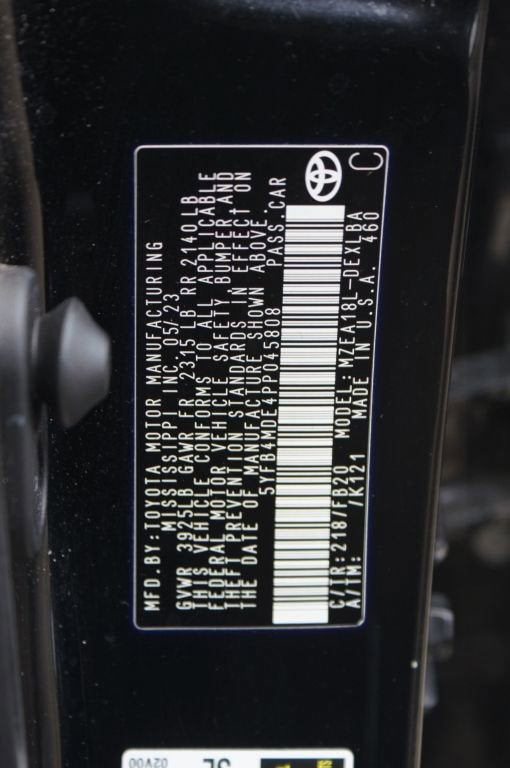 MFD. BY: TOYOTA MOTOR MANUFACTURING
MISSISSIPPI INC. 05/23
GVWR 3925LB GAWR FR 2315 LB RR 2140LB
THIS VEHICLE CONFORMS TO ALL APPLICABLE
FEDERAL MOTOR VEHICLE SAFETY BUMPER AND
THEFT PREVENTION STANDARDS IN EFFECT ON
THE DATE OF MANUFACTURE SHOWN ABOVE.
5YFB4MDE4PP045808 PASS. CAR
C/TR: 218/FB20 MODEL: MZEA18L-DEXLBA
A/TM: /K121 MADE IN U.S.A. 460
C
02V00